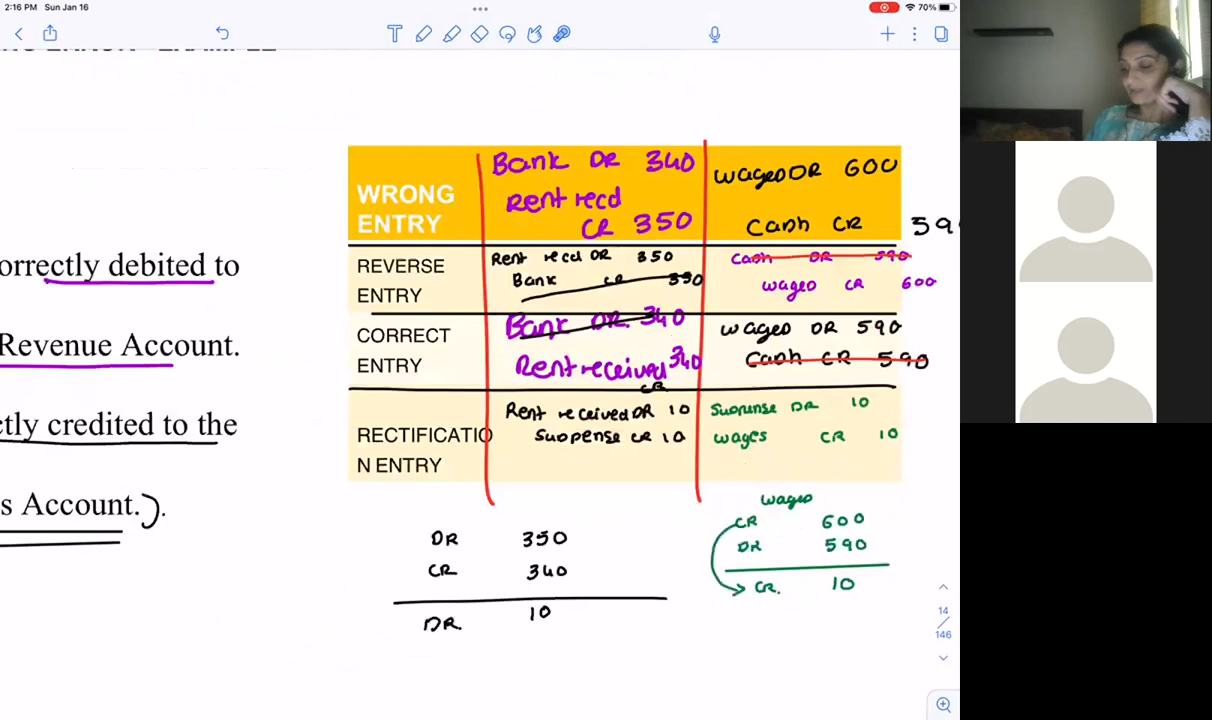 2:16 PM Sun Jan 16
70%
orrectly debited to
Revenue Account.
tly credited to the
s Account.).
WRONG
ENTRY
Bank DR 340
Rent recd
CR 350
wages DR 600
Cash CR 59
REVERSE
ENTRY
Rent recd DR 350
Bank CR 350
Cash DR 590
wages CR 600
CORRECT
ENTRY
Bank DR. 340
Rent received 340
CR
wages DR 590
Cash CR 590
RECTIFICATIO
N ENTRY
Rent received DR 10
Suspense CR 10
Suspense DR 10
wages CR 10
DR 350
CR 340
DR. 10
wages
CR 600
DR 590
CR. 10
14
146